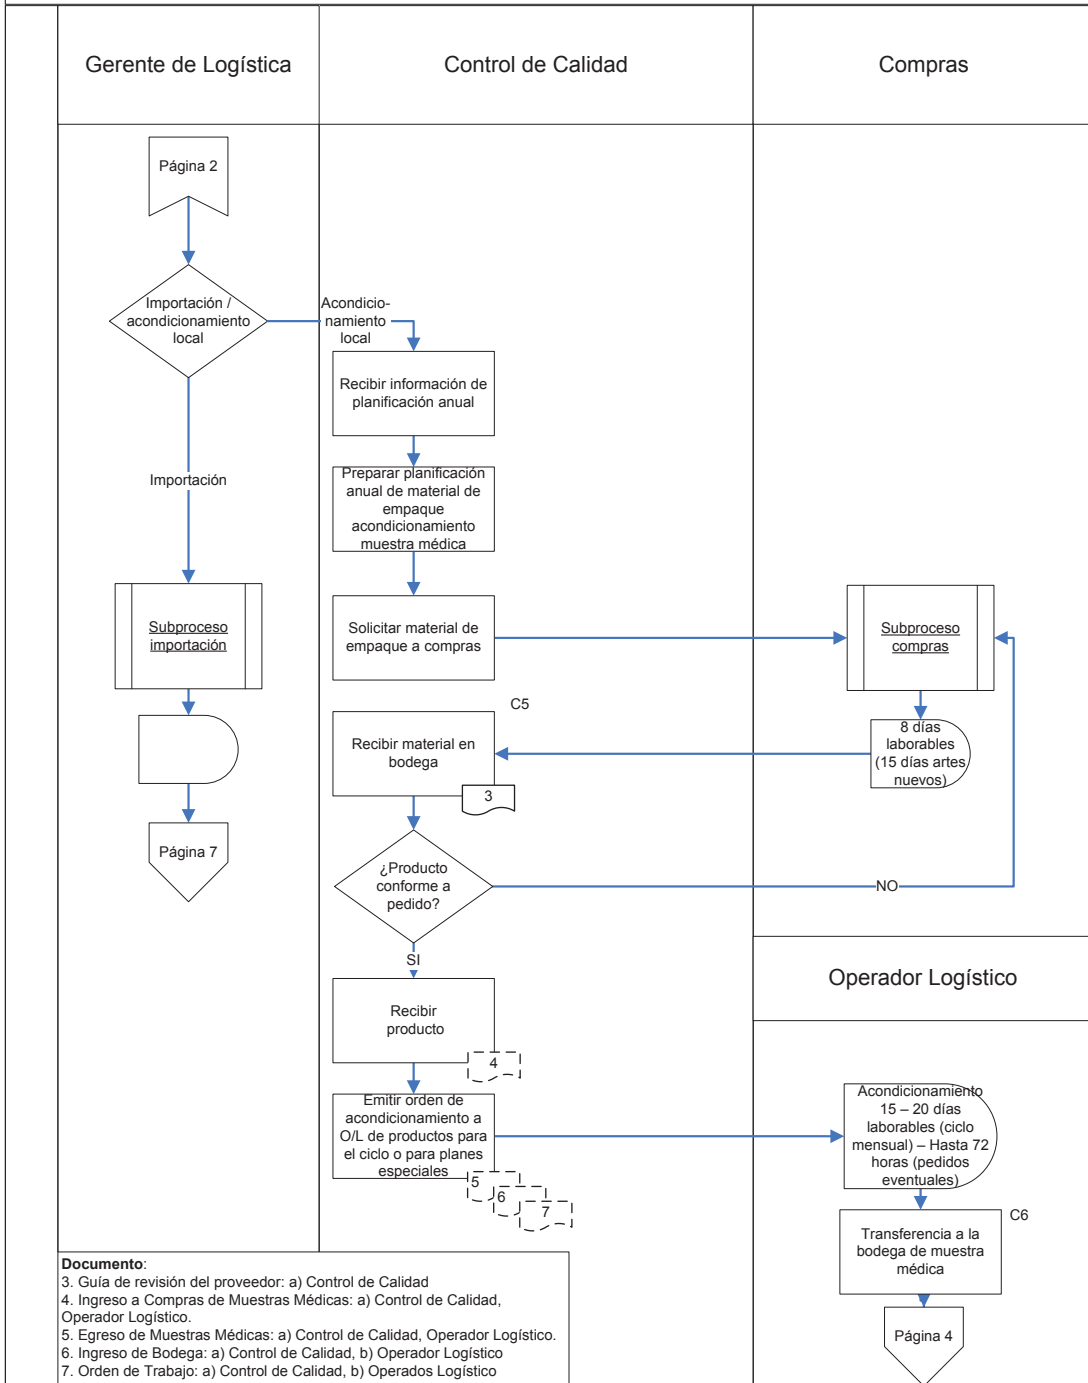 Gerente de Logística
Control de Calidad
Compras
Página 2
Importación /
acondicionamiento
local
Acondicio-
namiento
local
Recibir información de
planificación anual
Importación
Preparar planificación
anual de material de
empaque
acondicionamiento
muestra médica
Subproceso
importación
Solicitar material de
empaque a compras
Subproceso
compras
C5
Recibir material en
bodega
3
8 días
laborables
(15 días artes
nuevos)
Página 7
¿Producto
conforme a
pedido?
NO
SI
Operador Logístico
Recibir
producto
4
Emitir orden de
acondicionamiento a
O/L de productos para
el ciclo o para planes
especiales
5
6
7
Acondicionamiento
15 – 20 días
laborables (ciclo
mensual) – Hasta 72
horas (pedidos
eventuales)
C6
Transferencia a la
bodega de muestra
médica
Página 4
Documento:
3. Guía de revisión del proveedor: a) Control de Calidad
4. Ingreso a Compras de Muestras Médicas: a) Control de Calidad,
Operador Logístico.
5. Egreso de Muestras Médicas: a) Control de Calidad, Operador Logístico.
6. Ingreso de Bodega: a) Control de Calidad, b) Operador Logístico
7. Orden de Trabajo: a) Control de Calidad, b) Operados Logístico